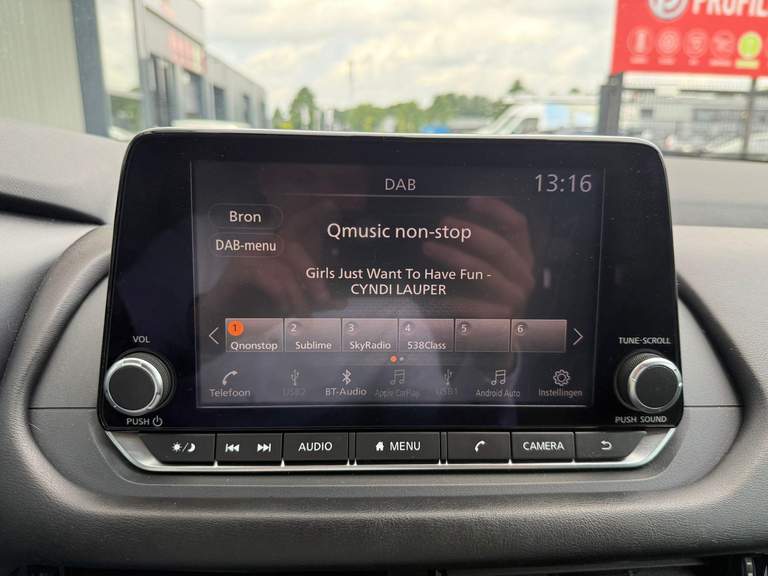 PROFIL
DAB
13:16
Bron
DAB-menu
Qmusic non-stop
Girls Just Want To Have Fun -
CYNDI LAUPER
1 2 3 4 5 6
Qnonstop Sublime SkyRadio 538Class
VOL
TUNE-SCROLL
Telefoon USB2 BT-Audio Apple CarPlay USB1 Android Auto Instellingen
PUSH
PUSH SOUND
AUDIO MENU CAMERA